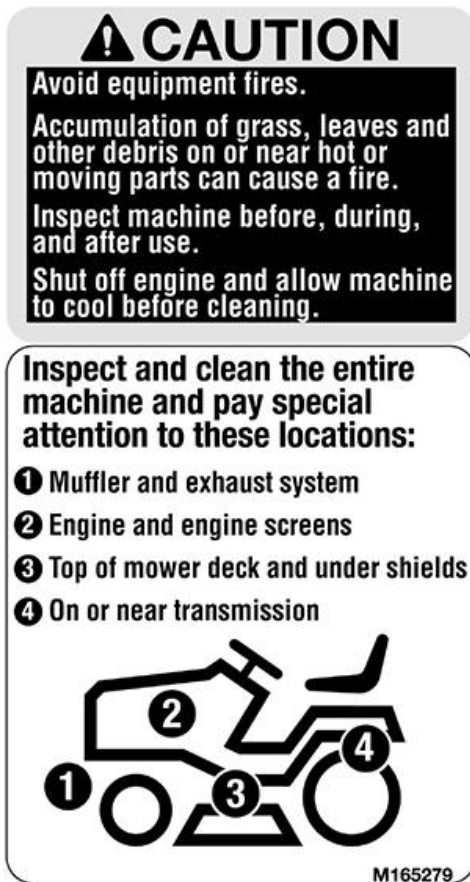 CAUTION
Avoid equipment fires.
Accumulation of grass, leaves and
other debris on or near hot or
moving parts can cause a fire.
Inspect machine before, during,
and after use.
Shut off engine and allow machine
to cool before cleaning.
Inspect and clean the entire
machine and pay special
attention to these locations:
1 Muffler and exhaust system
2 Engine and engine screens
3 Top of mower deck and under shields
4 On or near transmission
2
4
1
3
M165279